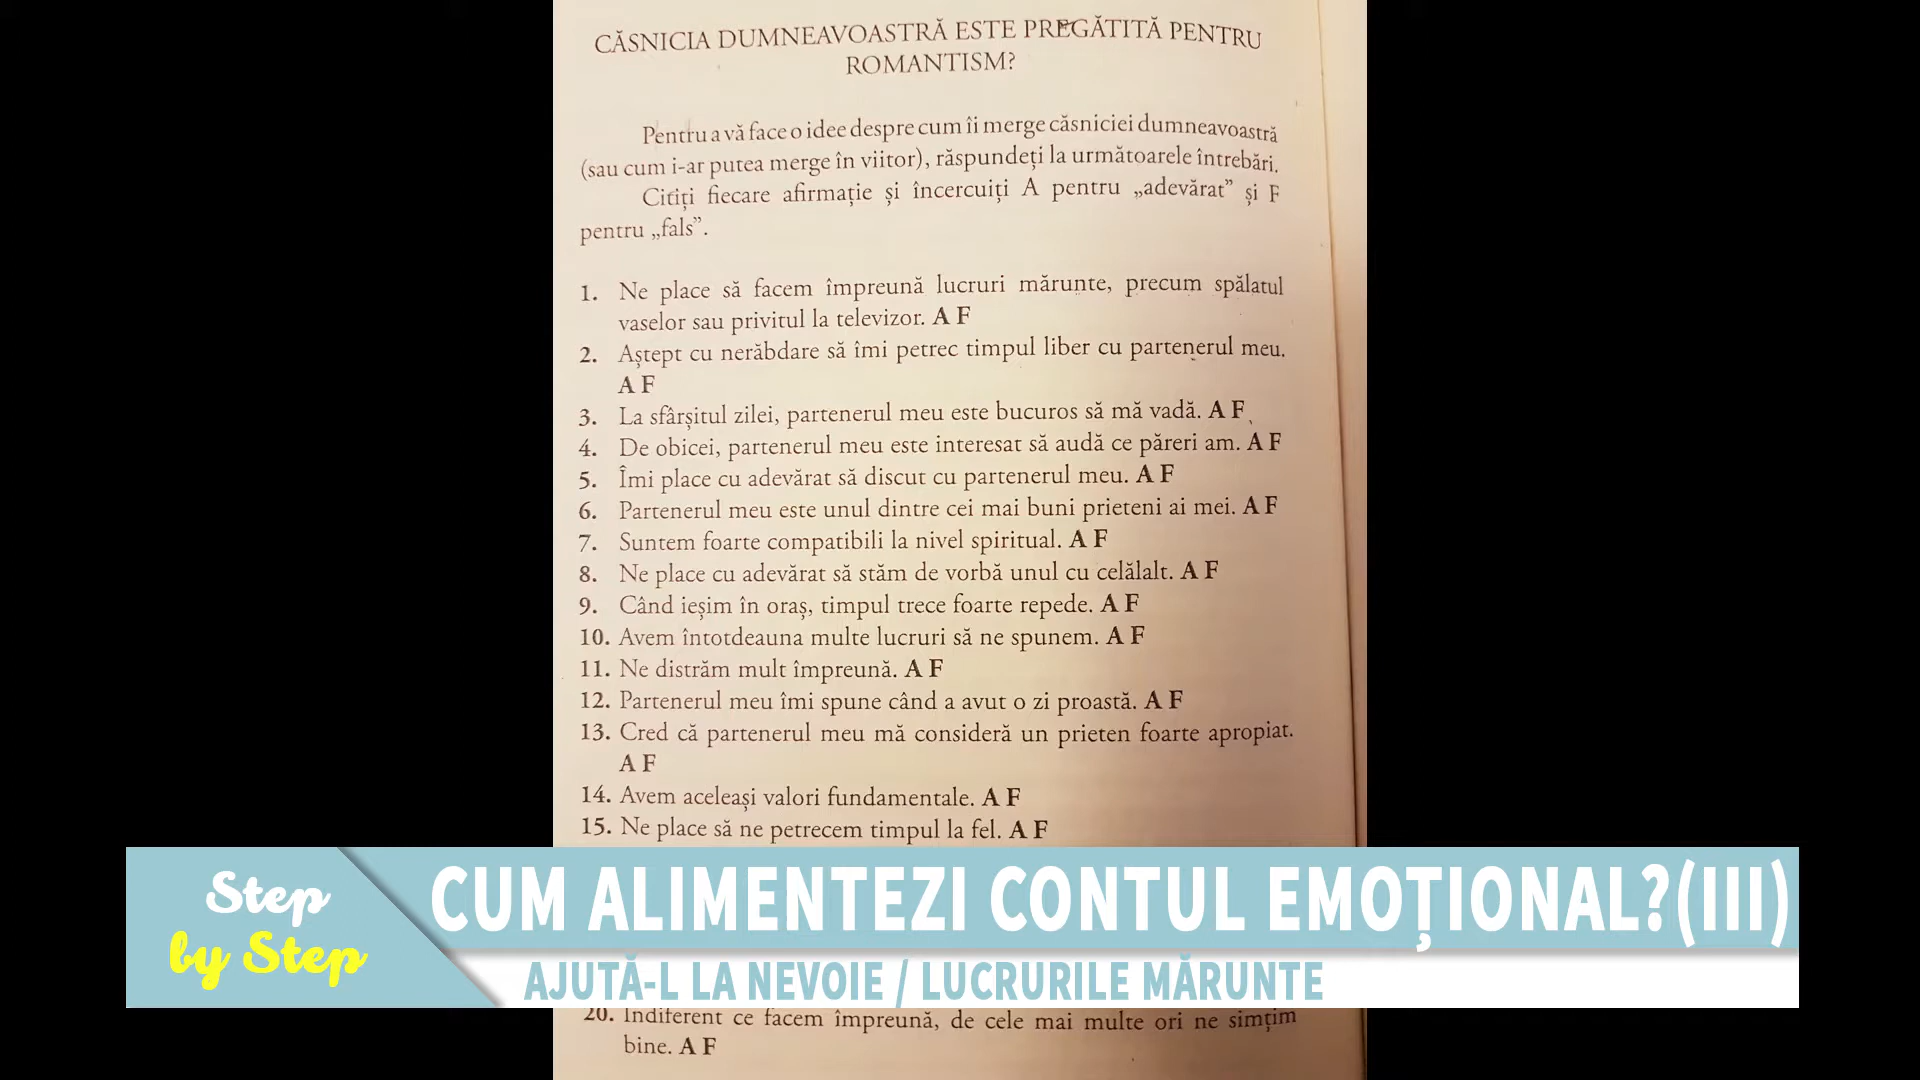 CĂSNICIA DUMNEAVOASTRĂ ESTE PREGĂTITĂ PENTRU
ROMANTISM?
Pentru a vă face o idee despre cum îi merge căsniciei dumneavoastră
(sau cum i-ar putea merge în viitor), răspundeți la următoarele întrebări.
Citiți fiecare afirmație și încercuiți A pentru „adevărat” și F
pentru „fals”.
1. Ne place să facem împreună lucruri mărunte, precum spălatul
vaselor sau privitul la televizor. A F
2. Aștept cu nerăbdare să îmi petrec timpul liber cu partenerul meu.
A F
3. La sfârșitul zilei, partenerul meu este bucuros să mă vadă. A F
4. De obicei, partenerul meu este interesat să audă ce păreri am. A F
5. Îmi place cu adevărat să discut cu partenerul meu. A F
6. Partenerul meu este unul dintre cei mai buni prieteni ai mei. A F
7. Suntem foarte compatibili la nivel spiritual. A F
8. Ne place cu adevărat să stăm de vorbă unul cu celălalt. A F
9. Când ieșim în oraș, timpul trece foarte repede. A F
10. Avem întotdeauna multe lucruri să ne spunem. A F
11. Ne distrăm mult împreună. A F
12. Partenerul meu îmi spune când a avut o zi proastă. A F
13. Cred că partenerul meu mă consideră un prieten foarte apropiat.
A F
14. Avem aceleași valori fundamentale. A F
15. Ne place să ne petrecem timpul la fel. A F
Step
by Step
CUM ALIMENTEZI CONTUL EMOȚIONAL?(III)
AJUTĂ-L LA NEVOIE / LUCRURILE MĂRUNTE
20. Indiferent ce facem împreună, de cele mai multe ori ne simțim
bine. A F